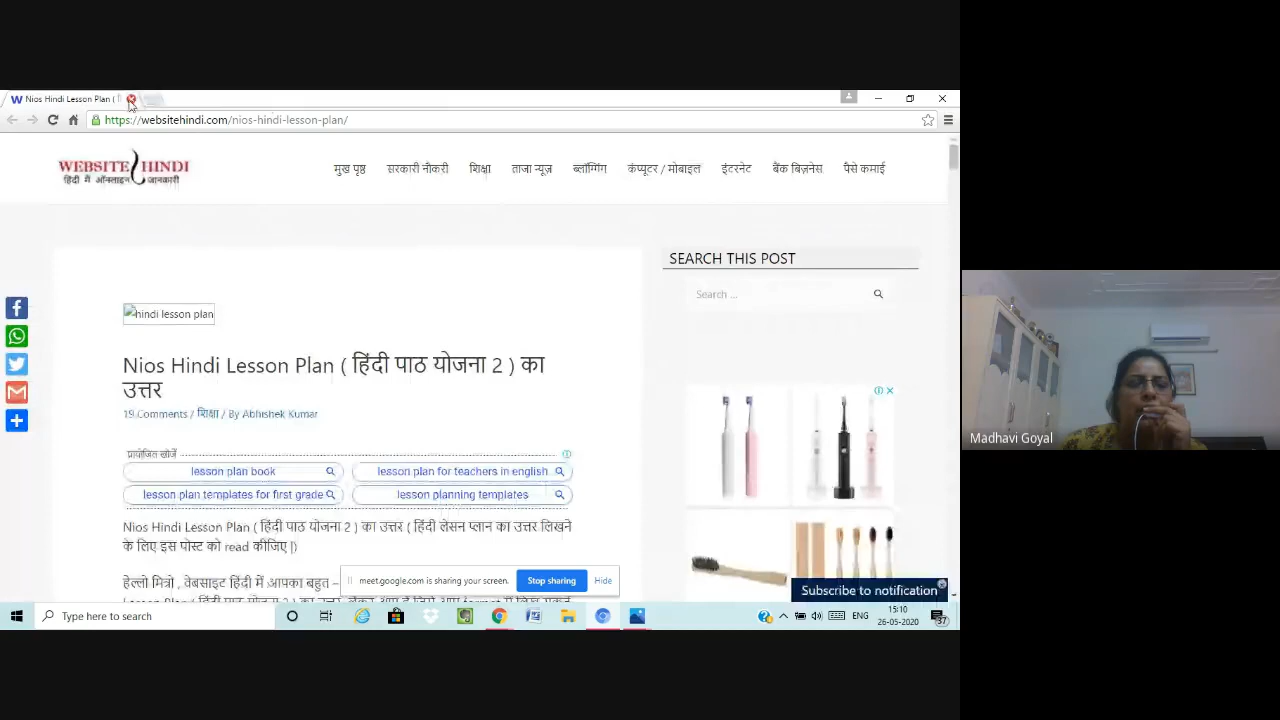 Nios Hindi Lesson Plan (
https://websitehindi.com/nios-hindi-lesson-plan/
WEBSITE HINDI
हिंदी में ऑनलाइन जानकारी
मुख पृष्ठ सरकारी नौकरी शिक्षा ताजा न्यूज़ ब्लॉग्गिंग कंप्यूटर / मोबाइल इंटरनेट बैंक बिज़नेस पैसे कमाई
SEARCH THIS POST
Search ...
hindi lesson plan
Nios Hindi Lesson Plan ( हिंदी पाठ योजना 2 ) का
उत्तर
19 Comments / शिक्षा / By Abhishek Kumar
प्रायोजित खोजें
lesson plan book
lesson plan for teachers in english
lesson plan templates for first grade
lesson planning templates
Nios Hindi Lesson Plan ( हिंदी पाठ योजना 2 ) का उत्तर ( हिंदी लेसन प्लान का उत्तर लिखने
के लिए इस पोस्ट को read कीजिए |)
हेल्लो मित्रो , वेबसाइट हिंदी में आपका बहुत –
meet.google.com is sharing your screen.
Stop sharing
Hide
Subscribe to notification
Type here to search
ENG
15:10
26-05-2020
37
Madhavi Goyal